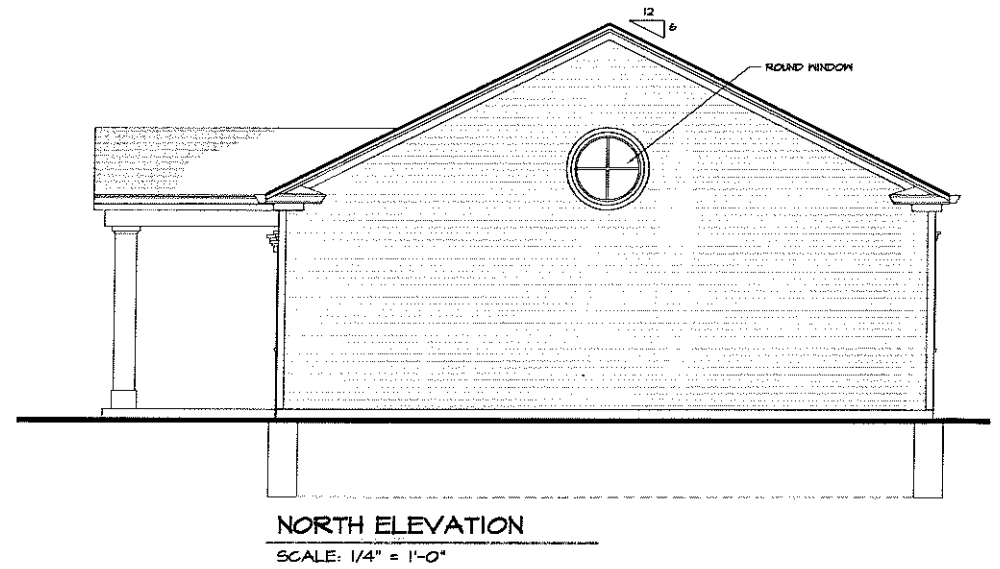 12
6
ROUND WINDOW
NORTH ELEVATION
SCALE: 1/4" = 1'-0"